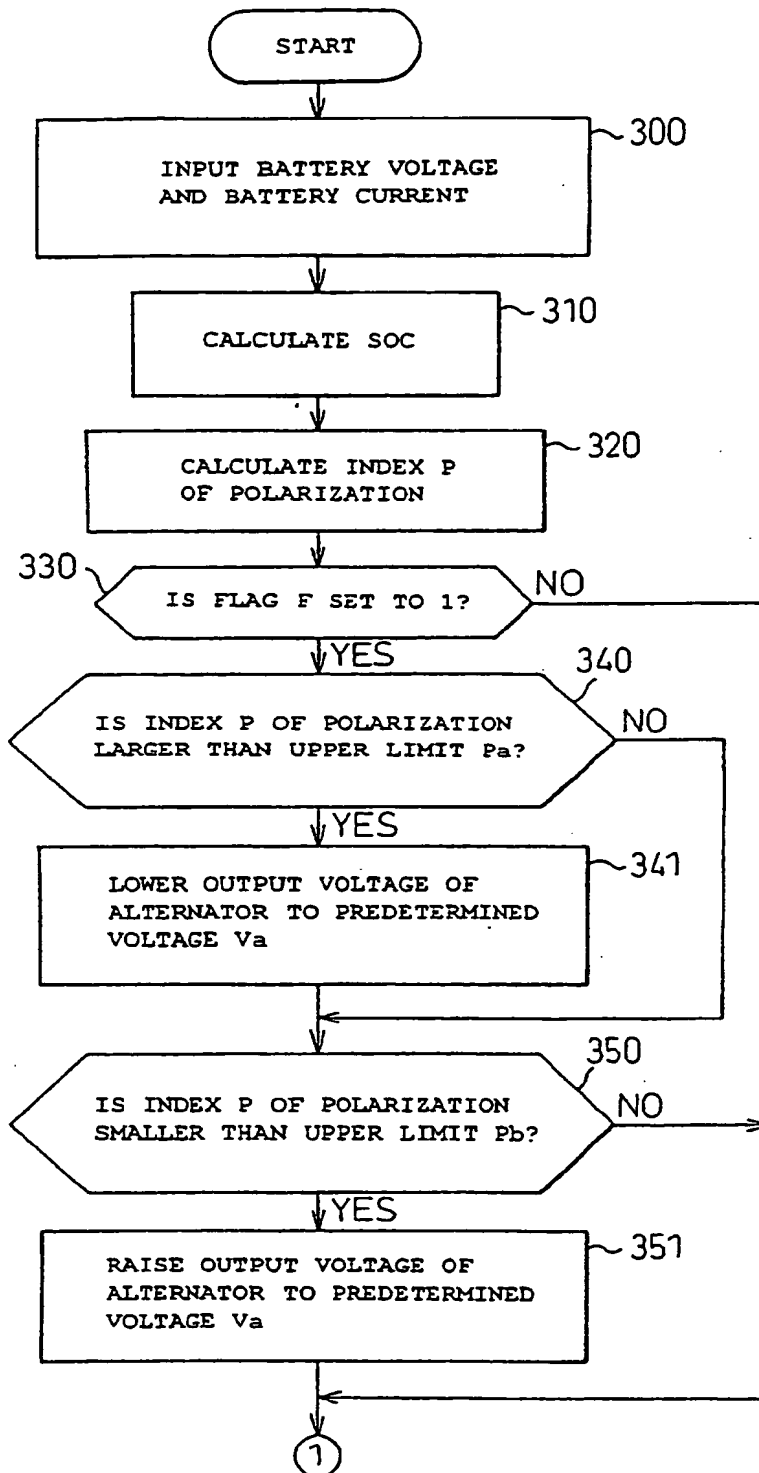 START
300
INPUT BATTERY VOLTAGE
AND BATTERY CURRENT
310
CALCULATE SOC
320
CALCULATE INDEX P
OF POLARIZATION
330
IS FLAG F SET TO 1?
NO
YES
340
IS INDEX P OF POLARIZATION
LARGER THAN UPPER LIMIT Pa?
NO
YES
341
LOWER OUTPUT VOLTAGE OF
ALTERNATOR TO PREDETERMINED
VOLTAGE Va
350
IS INDEX P OF POLARIZATION
SMALLER THAN UPPER LIMIT Pb?
NO
YES
351
RAISE OUTPUT VOLTAGE OF
ALTERNATOR TO PREDETERMINED
VOLTAGE Va
1